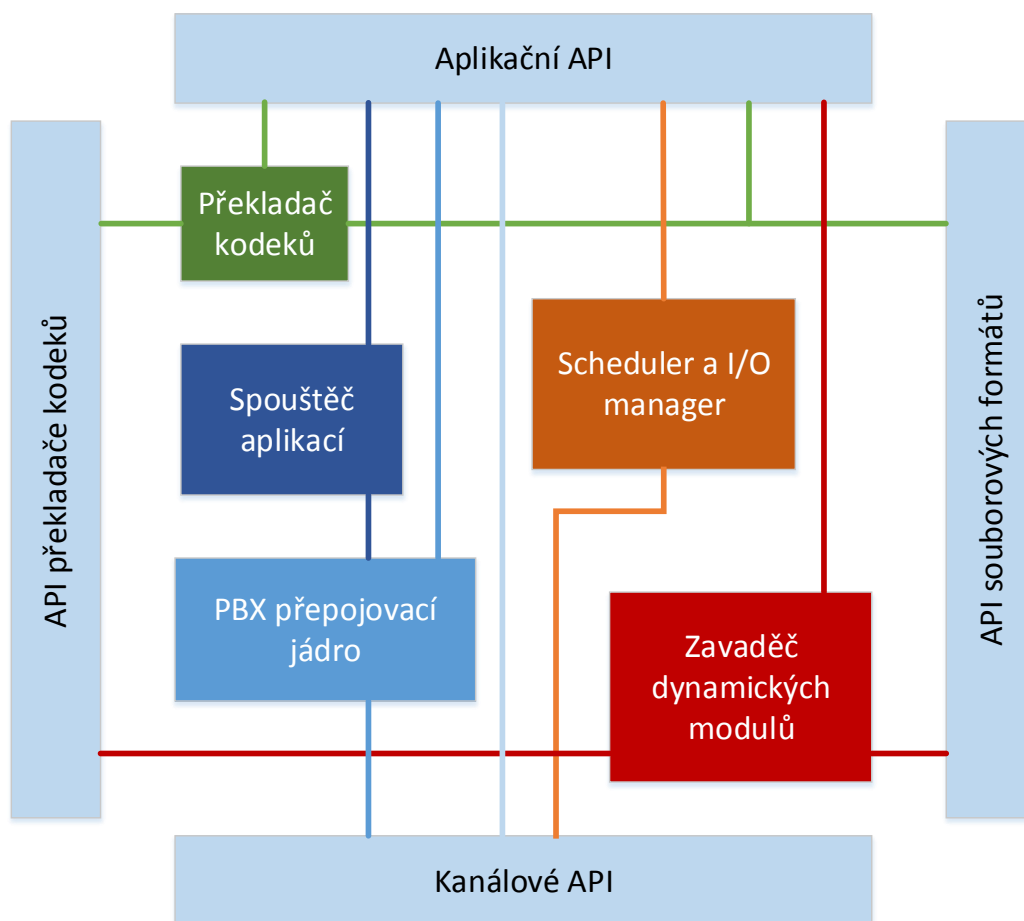 Aplikační API
API překladače kodeků
Překladač
kodeků
Spouštěč
aplikací
Scheduler a I/O
manager
PBX přepojovací
jádro
Zavaděč
dynamických
modulů
API souborových formátů
Kanálové API